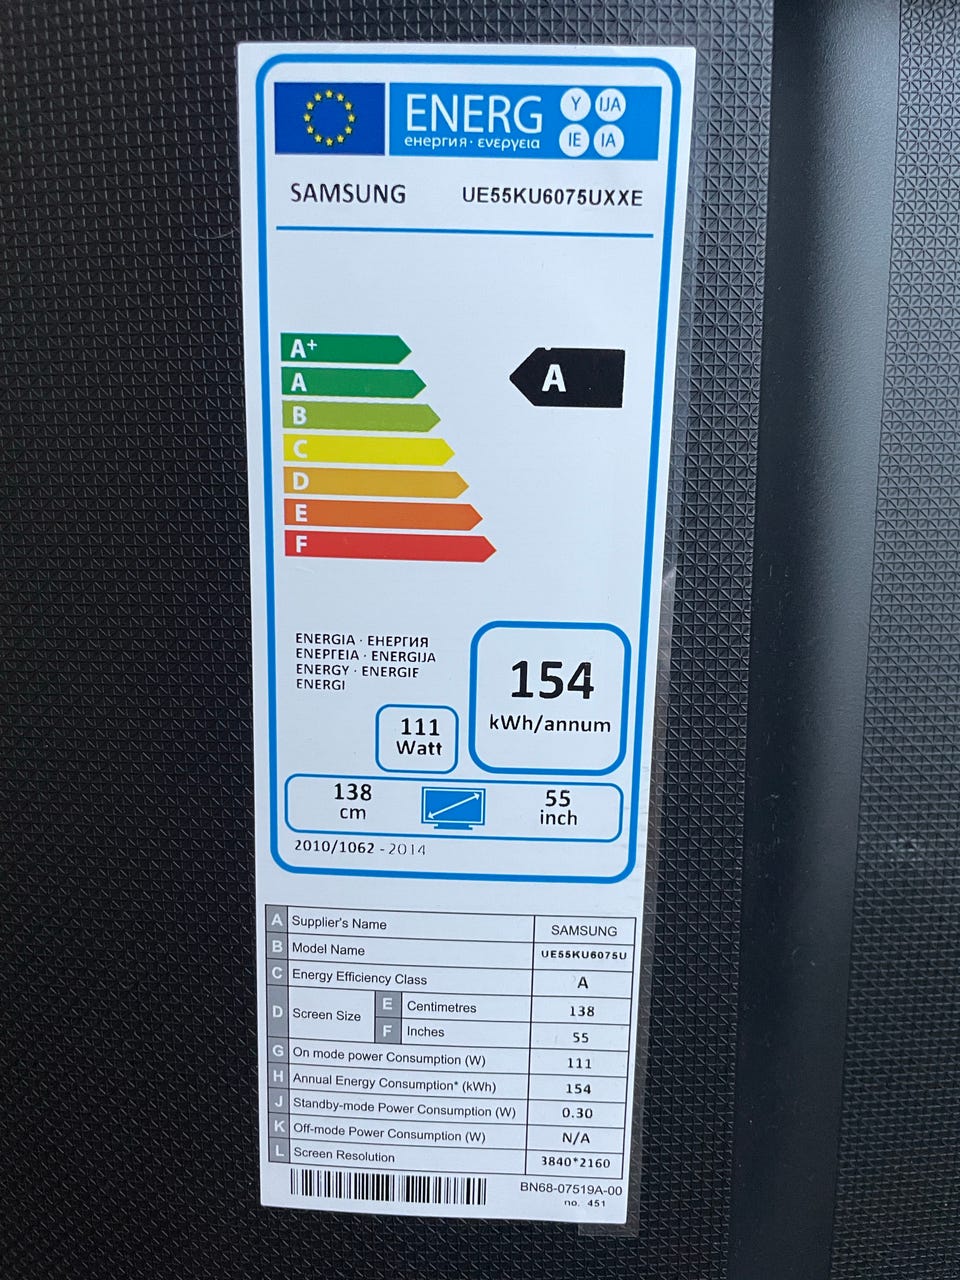 ENERG Y IJA
енергия · ενεργεια IE IA
SAMSUNG UE55KU6075UXXE
A+
A
A
B
C
D
E
F
ENERGIA · ЕНЕРГИЯ
ΕΝΕΡΓΕΙΑ · ENERGIJA
ENERGY · ENERGIE
ENERGI
154
kWh/annum
111
Watt
138
cm
55
inch
2010/1062 - 2014
A Supplier's Name SAMSUNG
B Model Name UE55KU6075U
C Energy Efficiency Class A
D Screen Size E Centimetres 138
F Inches 55
G On mode power Consumption (W) 111
H Annual Energy Consumption* (kWh) 154
J Standby-mode Power Consumption (W) 0.30
K Off-mode Power Consumption (W) N/A
L Screen Resolution 3840*2160
BN68-07519A-00
no. 451